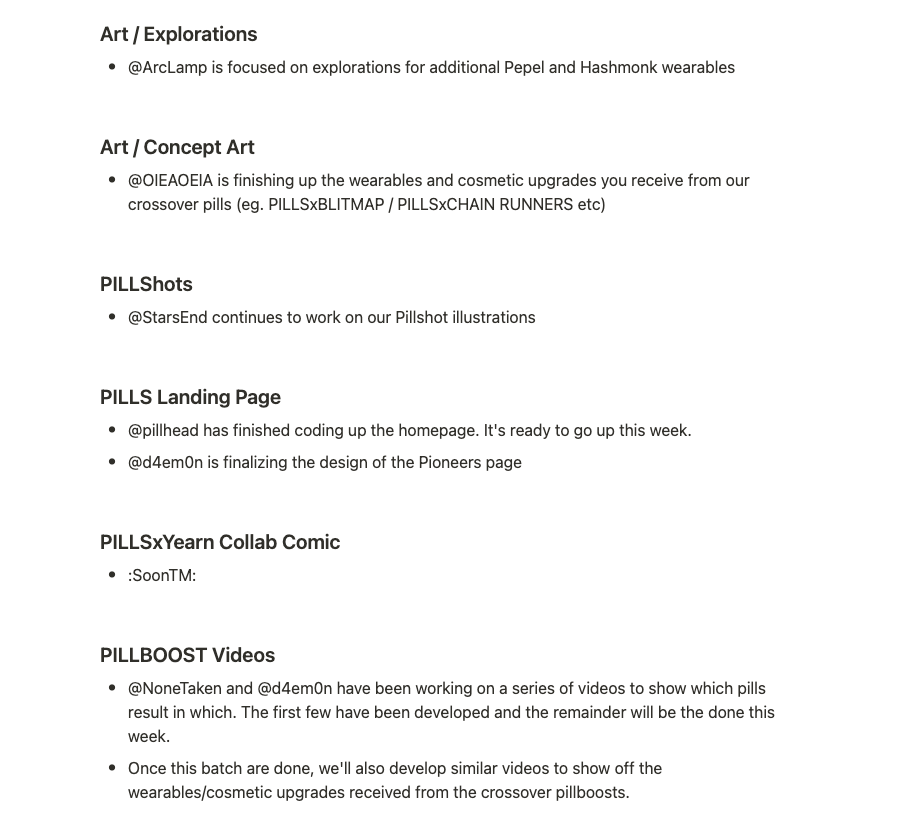 Art / Explorations
@ArcLamp is focused on explorations for additional Pepel and Hashmonk wearables
Art / Concept Art
@OIEAOEIA is finishing up the wearables and cosmetic upgrades you receive from our
crossover pills (eg. PILLSxBLITMAP / PILLSxCHAIN RUNNERS etc)
PILLShots
@StarsEnd continues to work on our Pillshot illustrations
PILLS Landing Page
@pillhead has finished coding up the homepage. It's ready to go up this week.
@d4em0n is finalizing the design of the Pioneers page
PILLSxYearn Collab Comic
:SoonTM:
PILLBOOST Videos
@NoneTaken and @d4em0n have been working on a series of videos to show which pills
result in which. The first few have been developed and the remainder will be the done this
week.
Once this batch are done, we'll also develop similar videos to show off the
wearables/cosmetic upgrades received from the crossover pillboosts.